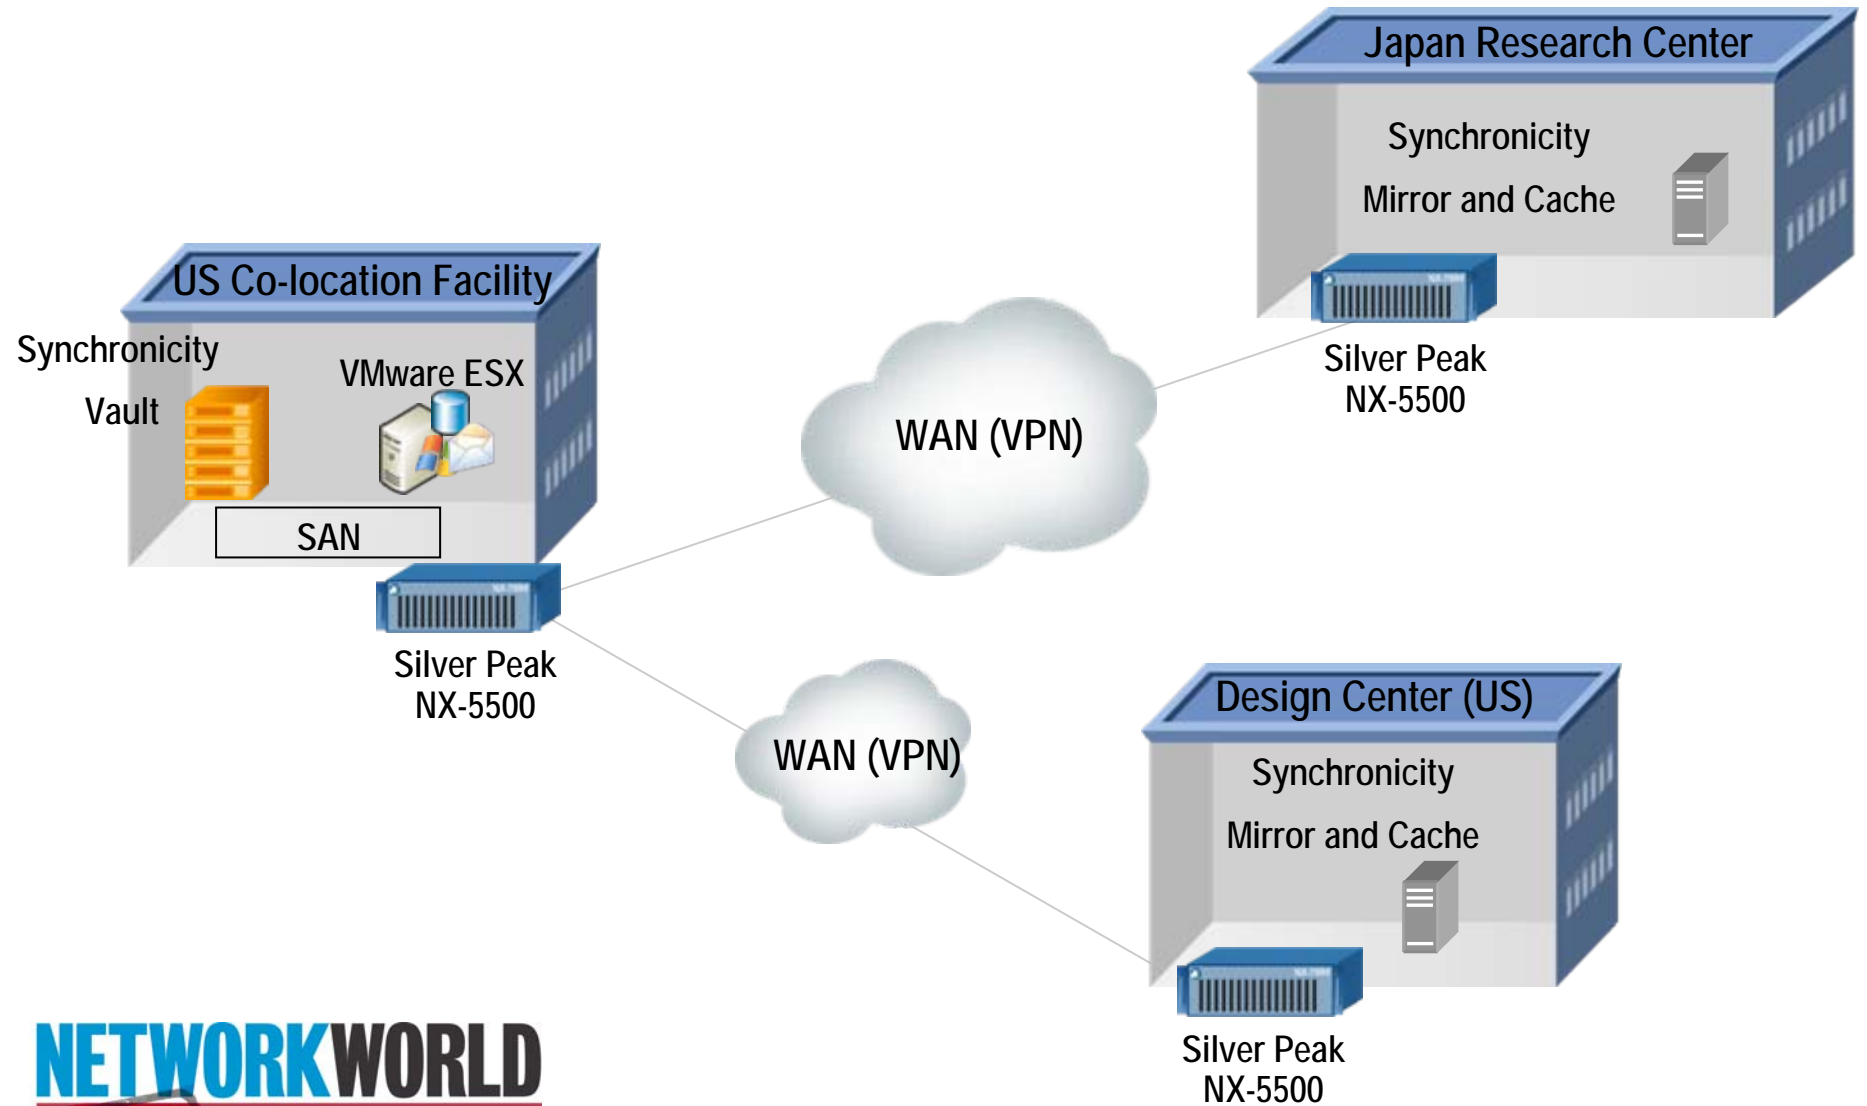 Japan Research Center
Synchronicity
Mirror and Cache
Silver Peak
NX-5500
US Co-location Facility
Synchronicity
Vault
VMware ESX
SAN
Silver Peak
NX-5500
WAN (VPN)
WAN (VPN)
Design Center (US)
Synchronicity
Mirror and Cache
Silver Peak
NX-5500
NETWORKWORLD